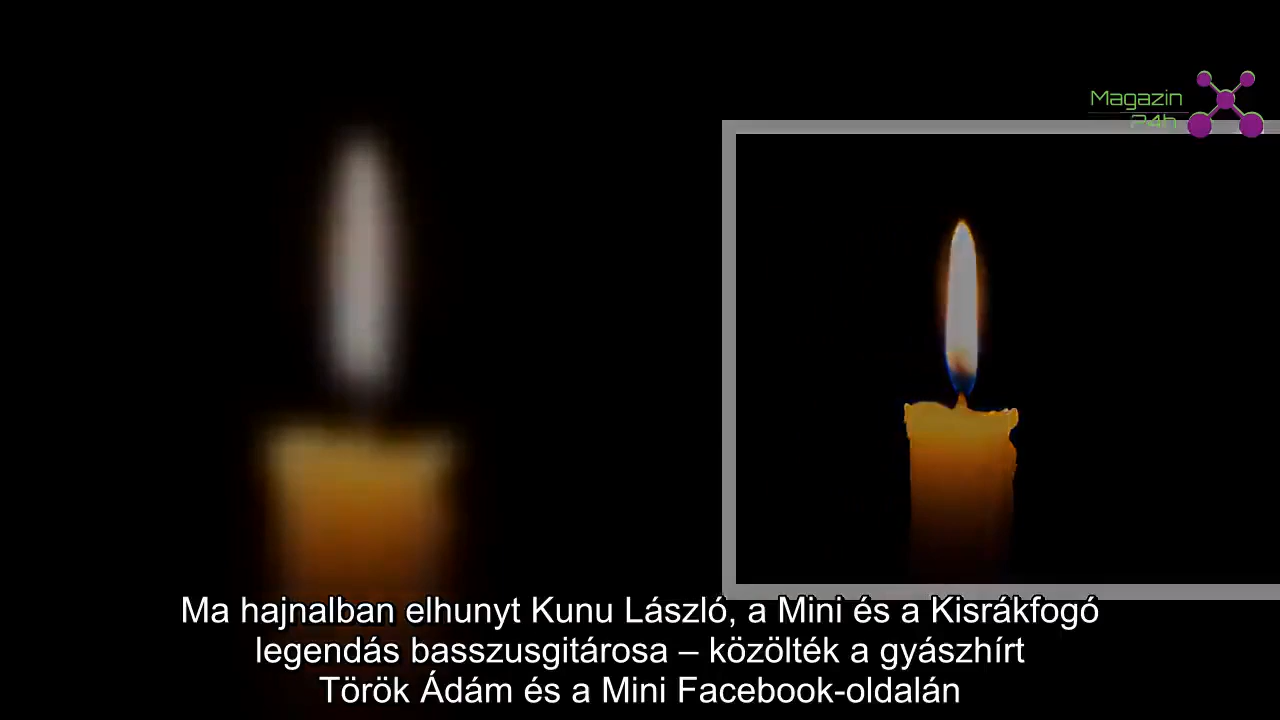 Magazin
24h
Ma hajnalban elhunyt Kunu László, a Mini és a Kisrákfogó
legendás basszusgitárosa – közölték a gyászhírt
Török Ádám és a Mini Facebook-oldalán